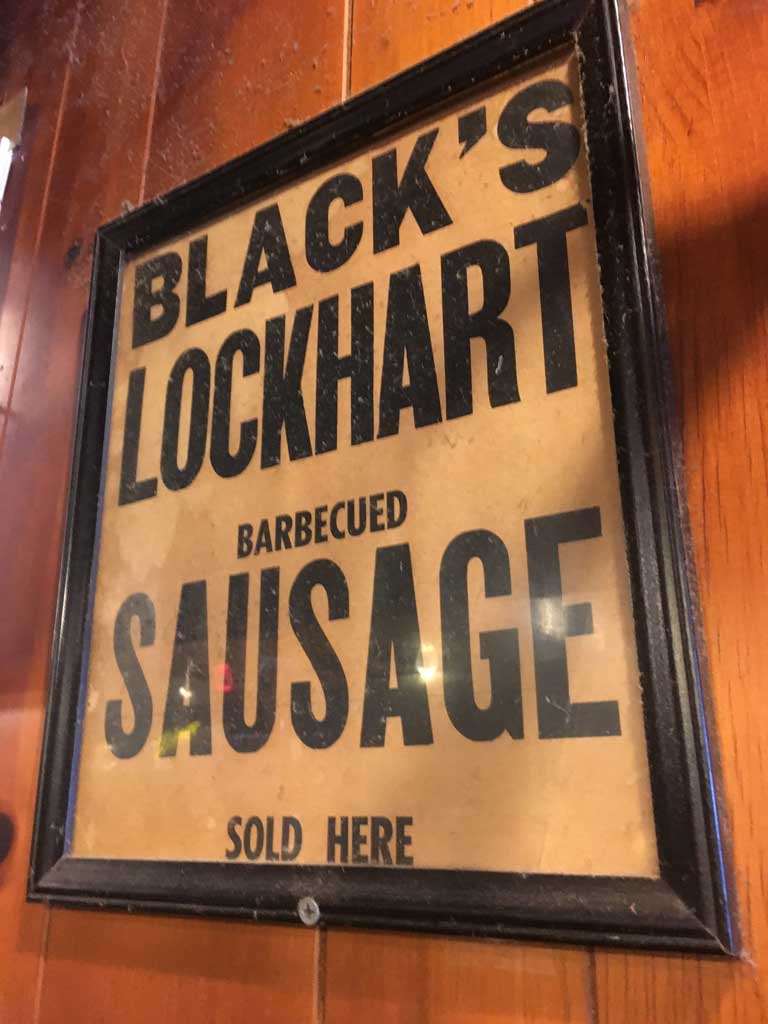 BLACK'S
LOCKHART
BARBECUED
SAUSAGE
SOLD HERE